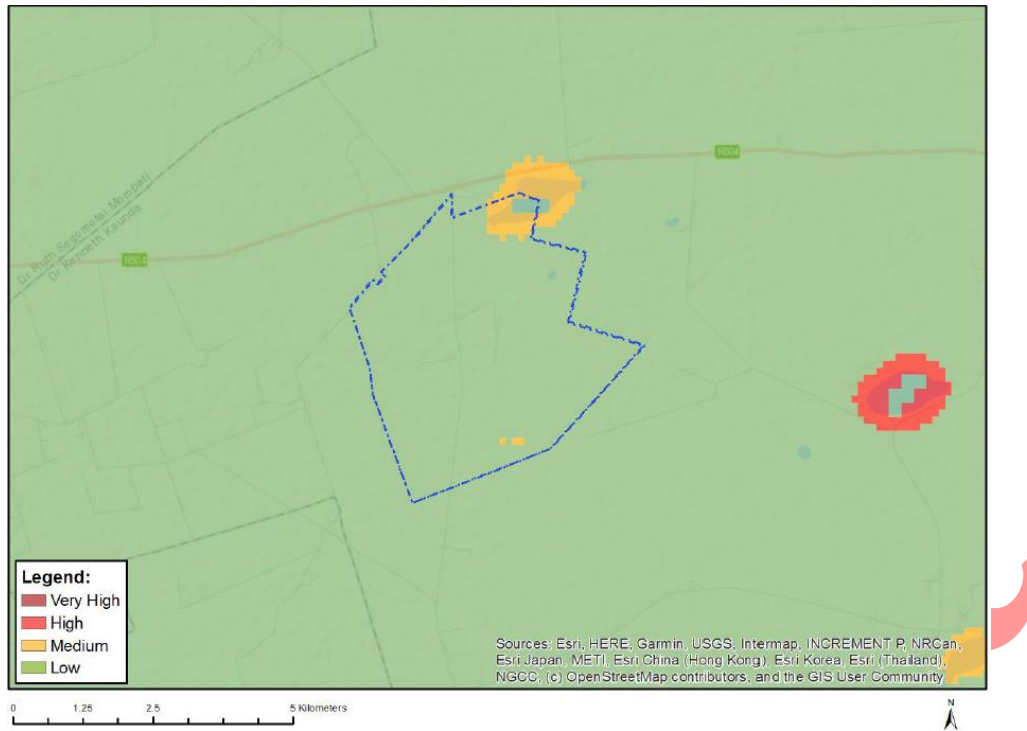 R504
Dr Ruth Segomotsi Mompati
Dr Kenneth Kaunda
R504
Legend:
Very High
High
Medium
Low
Sources: Esri, HERE, Garmin, USGS, Intermap, INCREMENT P, NRCan,
Esri Japan, METI, Esri China (Hong Kong), Esri Korea, Esri (Thailand),
NGCC, (c) OpenStreetMap contributors, and the GIS User Community
0 1.25 2.5 5 Kilometers
N